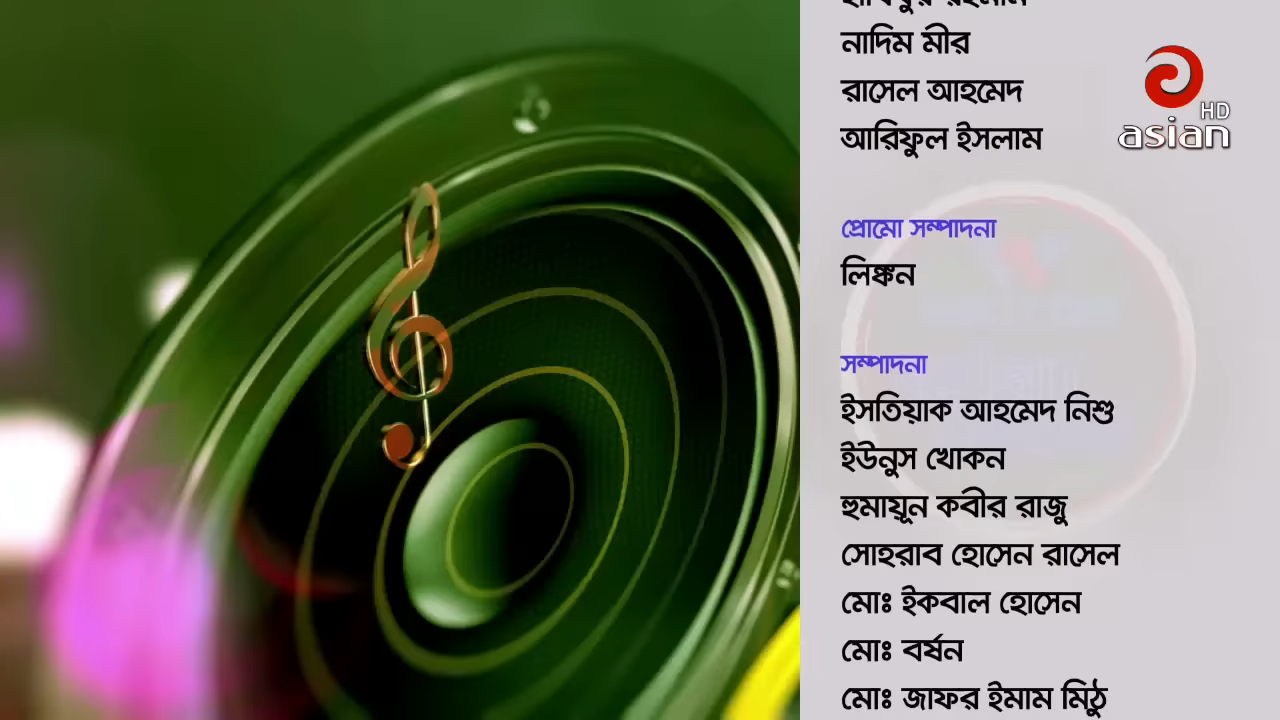 নাদিম মীর
রাসেল আহমেদ
আরিফুল ইসলাম
HD
asian
প্রোমো সম্পাদনা
লিঙ্কন
সম্পাদনা
ইসতিয়াক আহমেদ নিশু
ইউনুস খোকন
হুমায়ূন কবীর রাজু
সোহরাব হোসেন রাসেল
মোঃ ইকবাল হোসেন
মোঃ বর্ষন
মোঃ জাফর ইমাম মিঠু